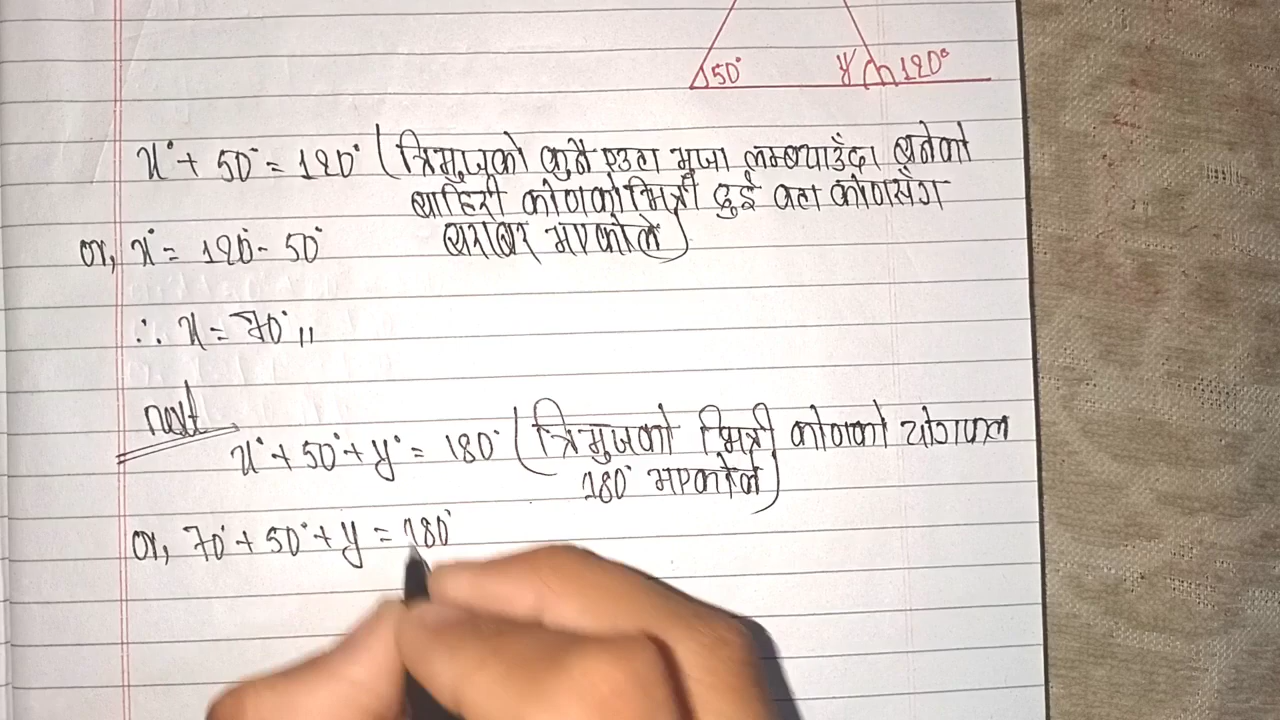 50° y 120°
x° + 50° = 120° (त्रिभुजको कुनै एउटा भुजा लम्ब्याउँदा बनेको
बाहिरी कोणको भित्री दुई वटा कोणसँग
or, x° = 120° - 50° बराबर भएकोले)
∴ x = 70°,,
next
x° + 50° + y° = 180° (त्रिभुजको भित्री कोणको योगफल
180° भएकोले)
or, 70° + 50° + y = 180°